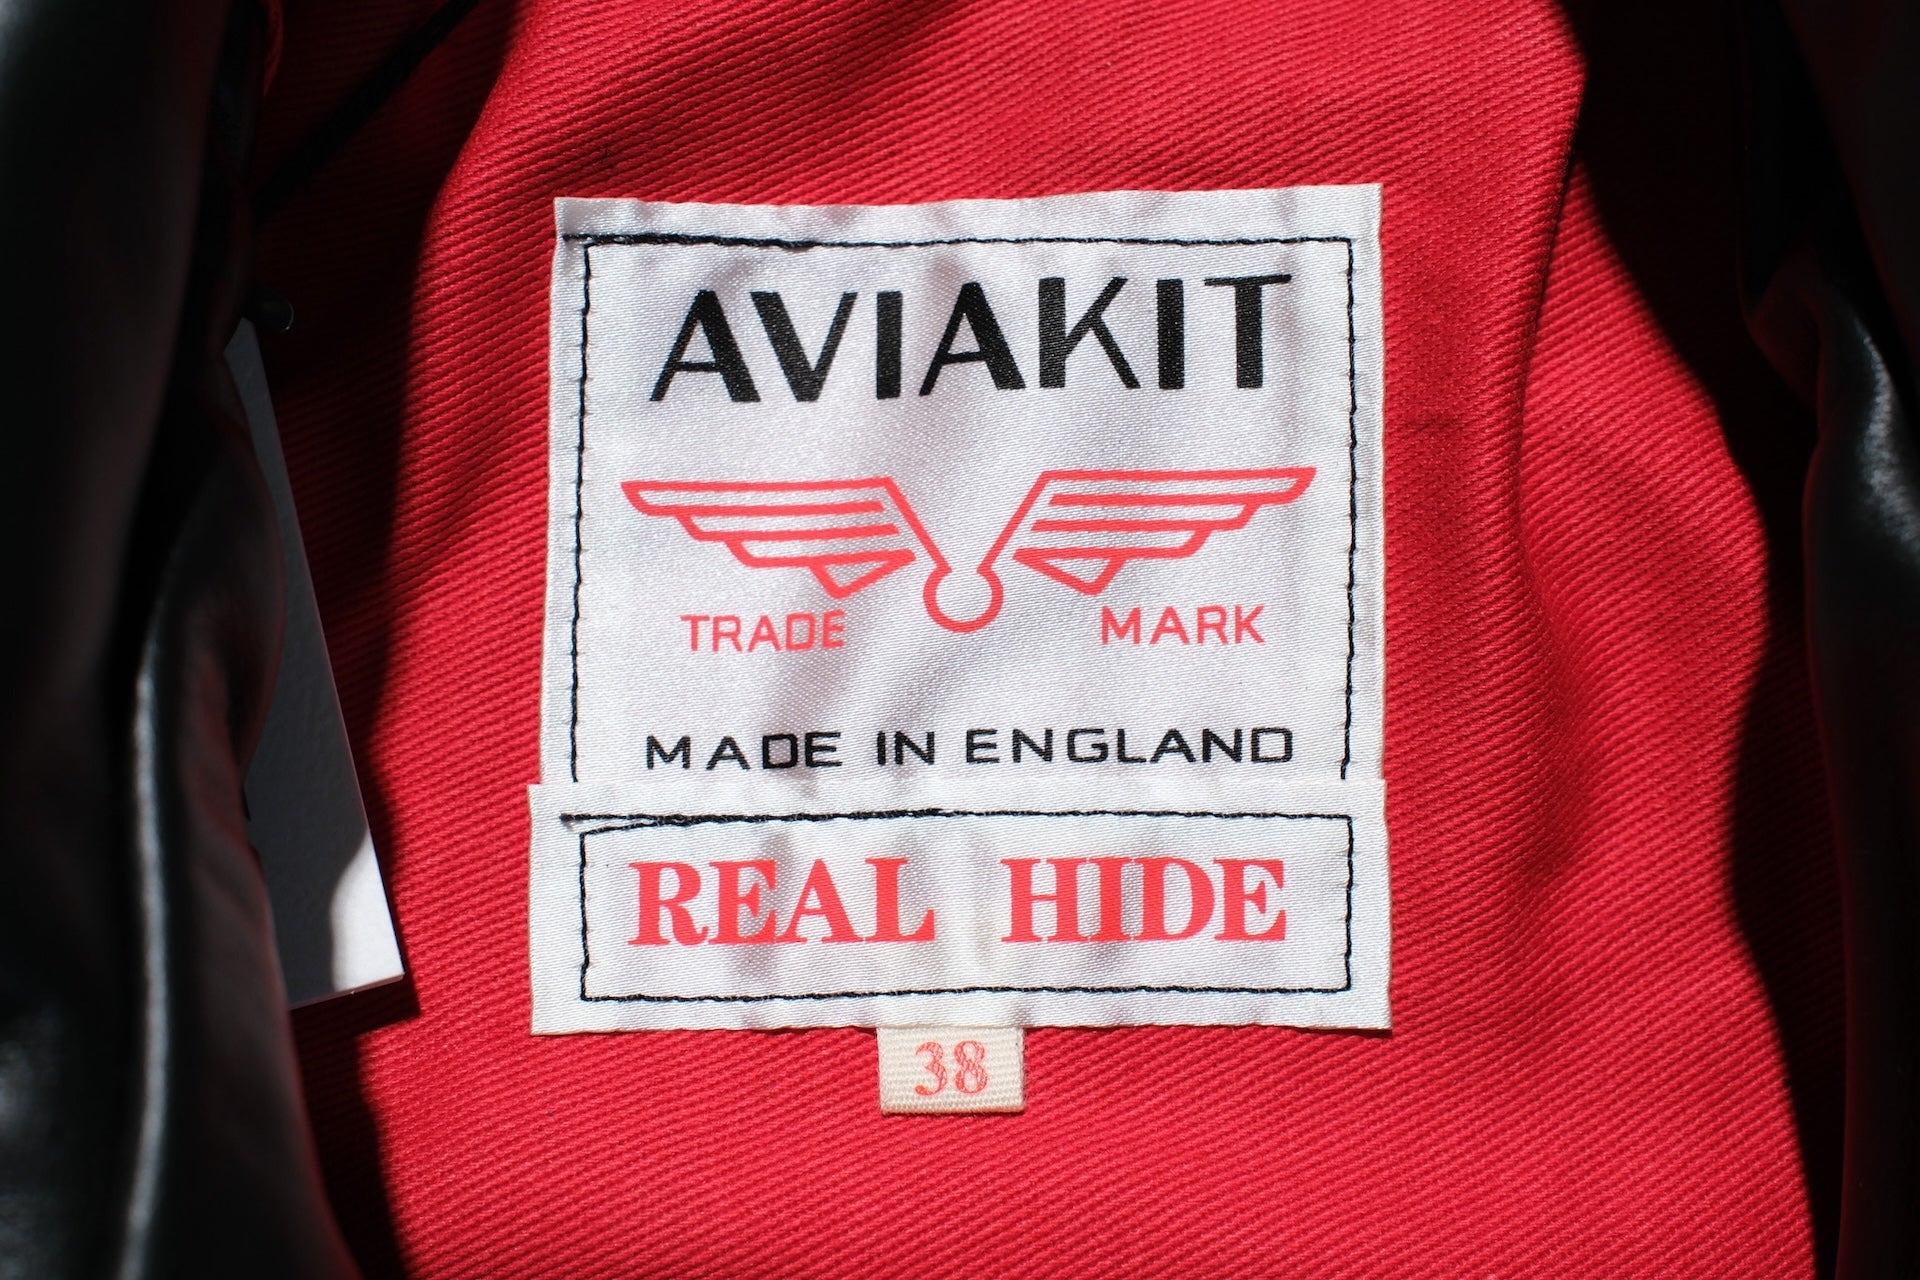 AVIAKIT
TRADE MARK
MADE IN ENGLAND
REAL HIDE
38